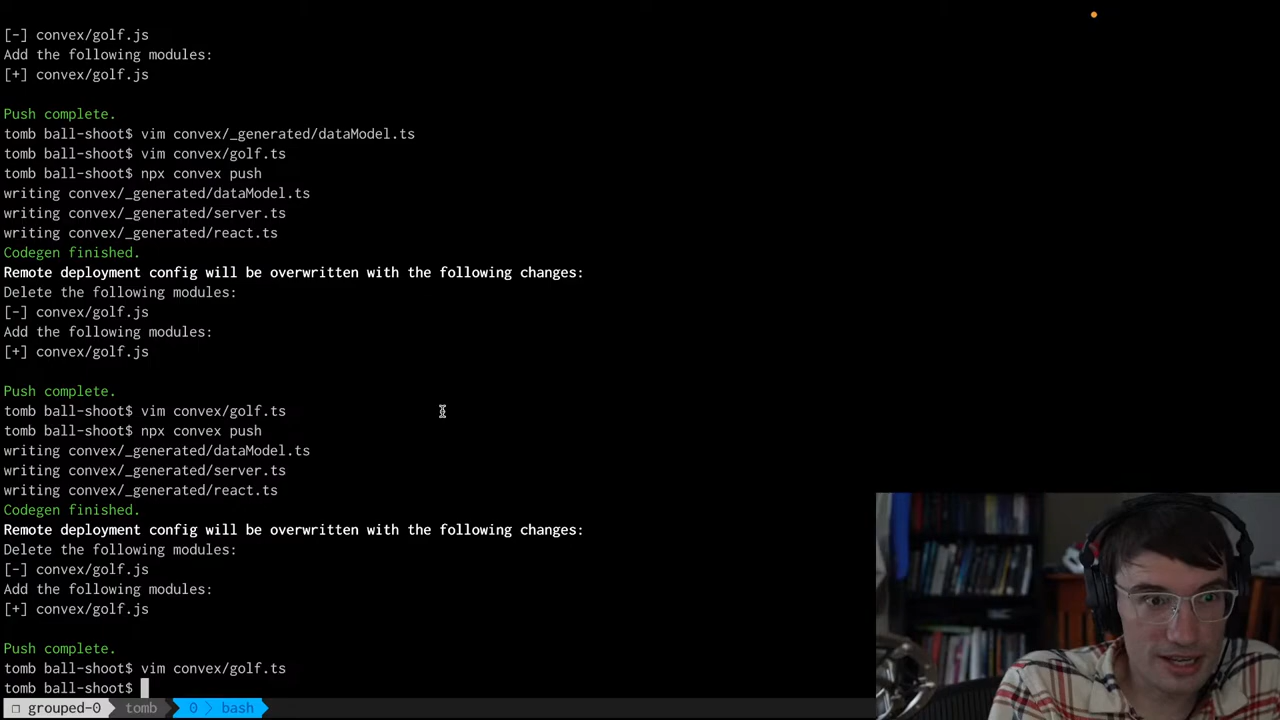 [-] convex/golf.js
Add the following modules:
[+] convex/golf.js
Push complete.
tomb ball-shoot$ vim convex/_generated/dataModel.ts
tomb ball-shoot$ vim convex/golf.ts
tomb ball-shoot$ npx convex push
writing convex/_generated/dataModel.ts
writing convex/_generated/server.ts
writing convex/_generated/react.ts
Codegen finished.
Remote deployment config will be overwritten with the following changes:
Delete the following modules:
[-] convex/golf.js
Add the following modules:
[+] convex/golf.js
Push complete.
tomb ball-shoot$ vim convex/golf.ts
tomb ball-shoot$ npx convex push
writing convex/_generated/dataModel.ts
writing convex/_generated/server.ts
writing convex/_generated/react.ts
Codegen finished.
Remote deployment config will be overwritten with the following changes:
Delete the following modules:
[-] convex/golf.js
Add the following modules:
[+] convex/golf.js
Push complete.
tomb ball-shoot$ vim convex/golf.ts
tomb ball-shoot$
grouped-0 tomb 0 bash